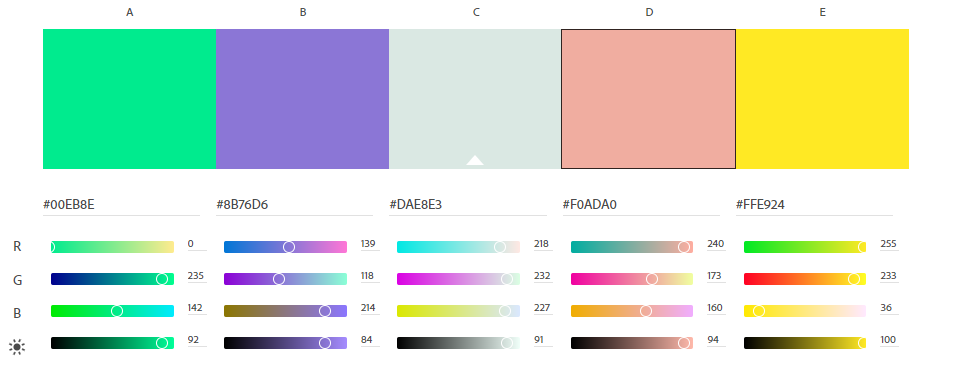 A B C D E
#00EB8E #8B76D6 #DAE8E3 #F0ADA0 #FFE924
R 0 139 218 240 255
G 235 118 232 173 233
B 142 214 227 160 36
92 84 91 94 100